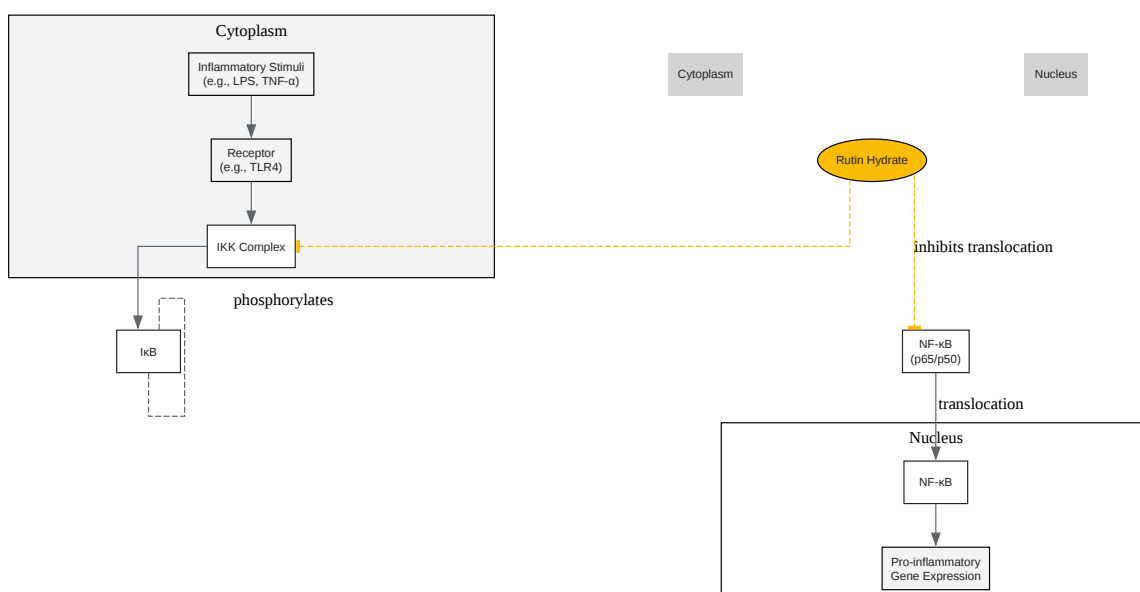 Cytoplasm
Inflammatory Stimuli
(e.g., LPS, TNF-α)
Receptor
(e.g., TLR4)
IKK Complex
phosphorylates
IκB
Cytoplasm
Nucleus
Rutin Hydrate
inhibits translocation
NF-κB
(p65/p50)
translocation
Nucleus
NF-κB
Pro-inflammatory
Gene Expression